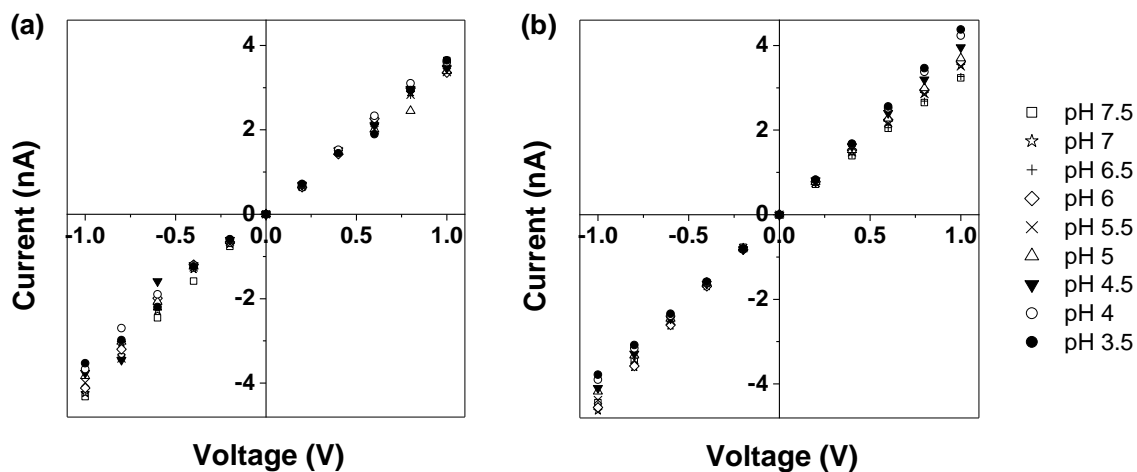 (a)
4
2
-1.0 -0.5 0.0 0.5 1.0
-2
-4
Current (nA)
Voltage (V)
(b)
4
2
-1.0 -0.5 0.0 0.5 1.0
-2
-4
Current (nA)
Voltage (V)
pH 7.5
pH 7
pH 6.5
pH 6
pH 5.5
pH 5
pH 4.5
pH 4
pH 3.5